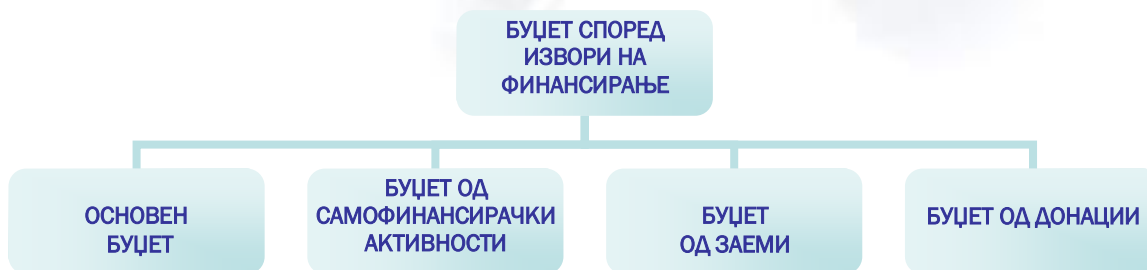 БУЏЕТ СПОРЕД
ИЗВОРИ НА
ФИНАНСИРАЊЕ
ОСНОВЕН
БУЏЕТ
БУЏЕТ ОД
САМОФИНАНСИРАЧКИ
АКТИВНОСТИ
БУЏЕТ
ОД ЗАЕМИ
БУЏЕТ ОД ДОНАЦИИ